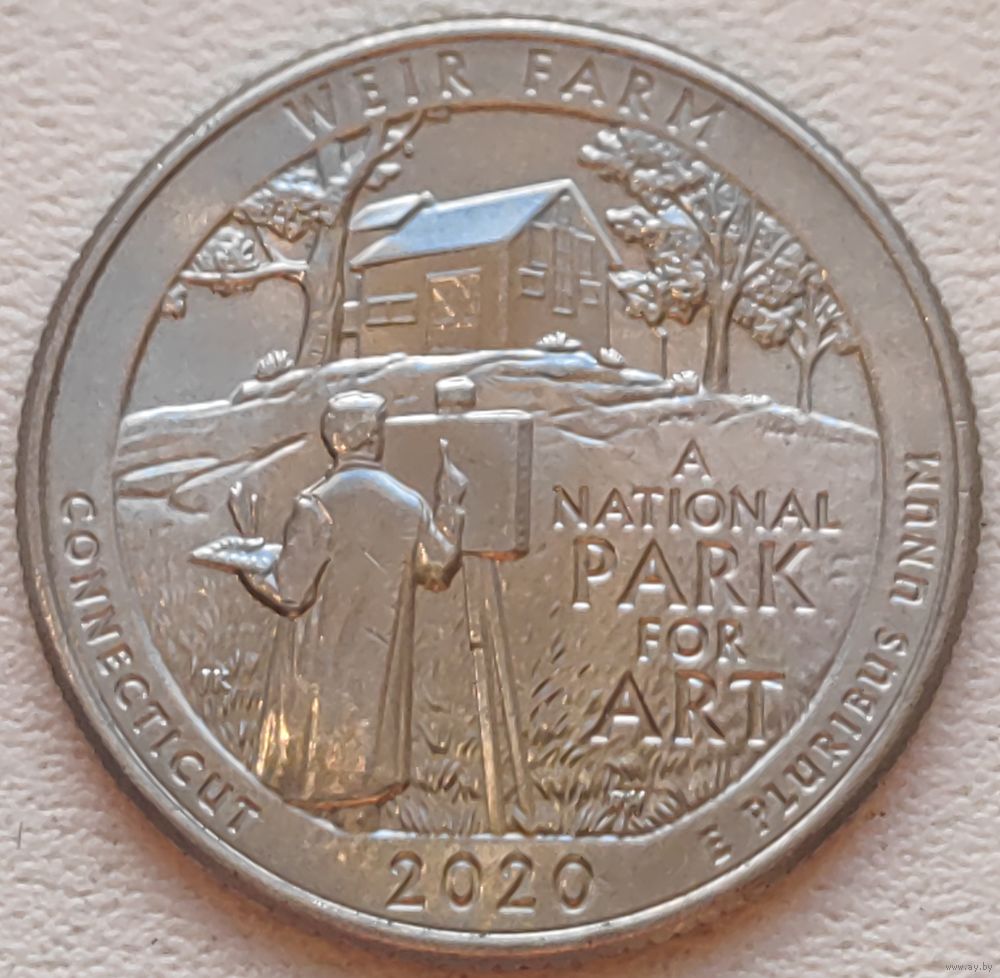 WEIR FARM
A
NATIONAL
PARK
FOR
ART
CONNECTICUT
2020
E PLURIBUS UNUM
www.ay.by